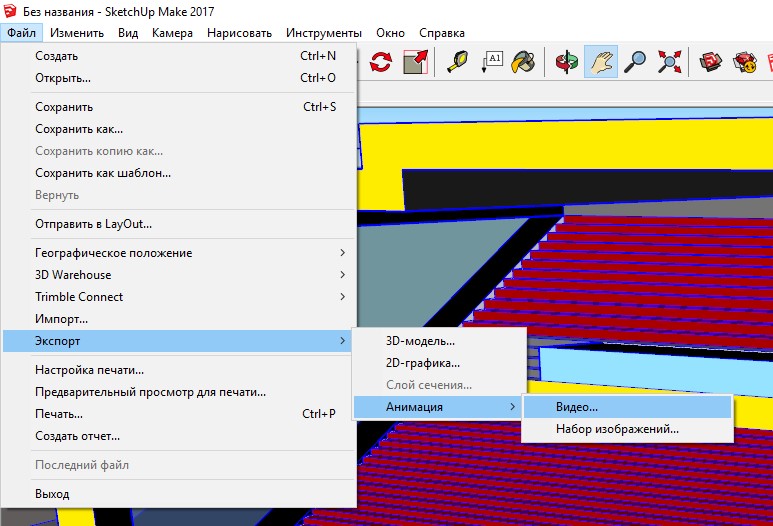 Без названия - SketchUp Make 2017
Файл Изменить Вид Камера Нарисовать Инструменты Окно Справка
Создать Ctrl+N
Открыть... Ctrl+O
Сохранить Ctrl+S
Сохранить как...
Сохранить копию как...
Сохранить как шаблон...
Вернуть
Отправить в LayOut...
Географическое положение
3D Warehouse
Trimble Connect
Импорт...
Экспорт
Настройка печати...
Предварительный просмотр для печати...
Печать... Ctrl+P
Создать отчет...
Последний файл
Выход
3D-модель...
2D-графика...
Слой сечения...
Анимация
Видео...
Набор изображений...
A1